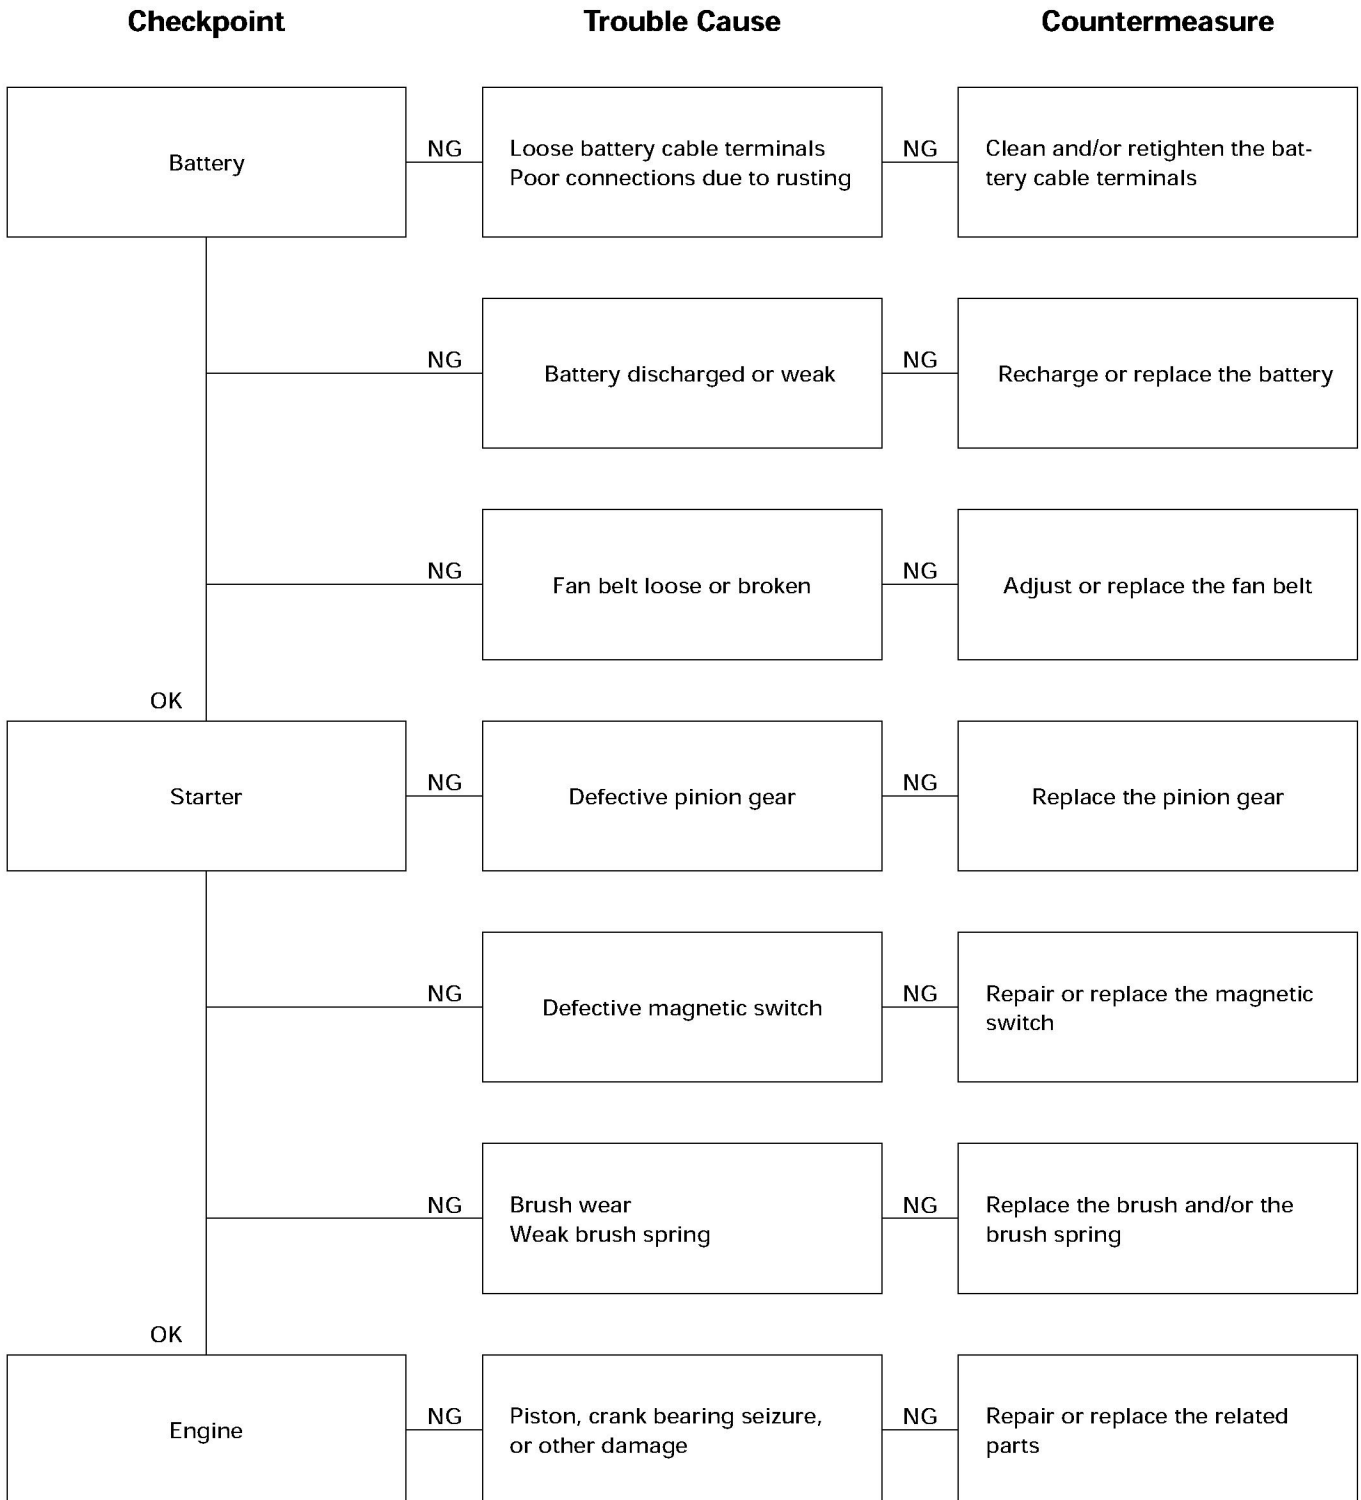 Checkpoint
Trouble Cause
Countermeasure
Battery
NG
Loose battery cable terminals
Poor connections due to rusting
NG
Clean and/or retighten the bat-
tery cable terminals
NG
Battery discharged or weak
NG
Recharge or replace the battery
NG
Fan belt loose or broken
NG
Adjust or replace the fan belt
OK
Starter
NG
Defective pinion gear
NG
Replace the pinion gear
NG
Defective magnetic switch
NG
Repair or replace the magnetic
switch
NG
Brush wear
Weak brush spring
NG
Replace the brush and/or the
brush spring
OK
Engine
NG
Piston, crank bearing seizure,
or other damage
NG
Repair or replace the related
parts